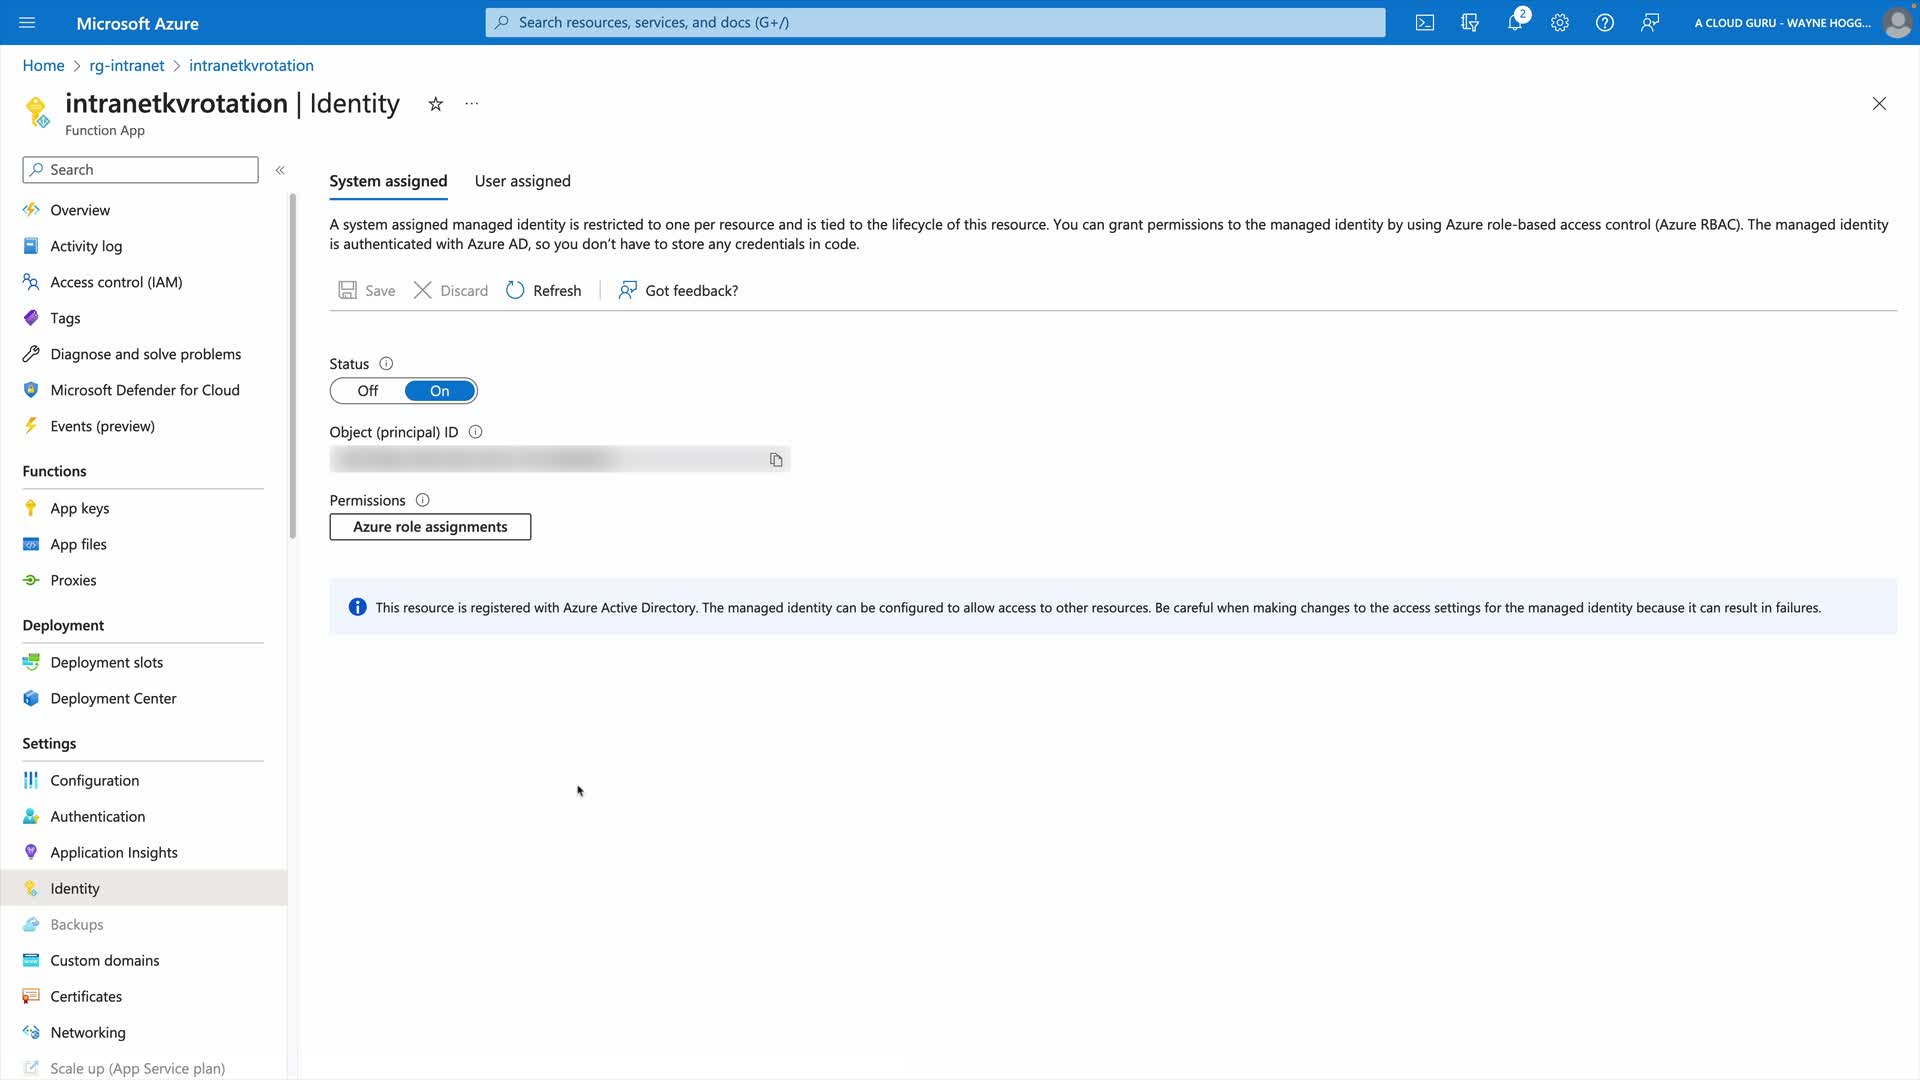 Microsoft Azure
Search resources, services, and docs (G+/)
2
A CLOUD GURU - WAYNE HOGG...
Home > rg-intranet > intranetkvrotation
intranetkvrotation | Identity
Function App
Search
Overview
Activity log
Access control (IAM)
Tags
Diagnose and solve problems
Microsoft Defender for Cloud
Events (preview)
Functions
App keys
App files
Proxies
Deployment
Deployment slots
Deployment Center
Settings
Configuration
Authentication
Application Insights
Identity
Backups
Custom domains
Certificates
Networking
Scale up (App Service plan)
System assigned
User assigned
A system assigned managed identity is restricted to one per resource and is tied to the lifecycle of this resource. You can grant permissions to the managed identity by using Azure role-based access control (Azure RBAC). The managed identity
is authenticated with Azure AD, so you don't have to store any credentials in code.
Save
Discard
Refresh
Got feedback?
Status
Off
On
Object (principal) ID
Permissions
Azure role assignments
This resource is registered with Azure Active Directory. The managed identity can be configured to allow access to other resources. Be careful when making changes to the access settings for the managed identity because it can result in failures.